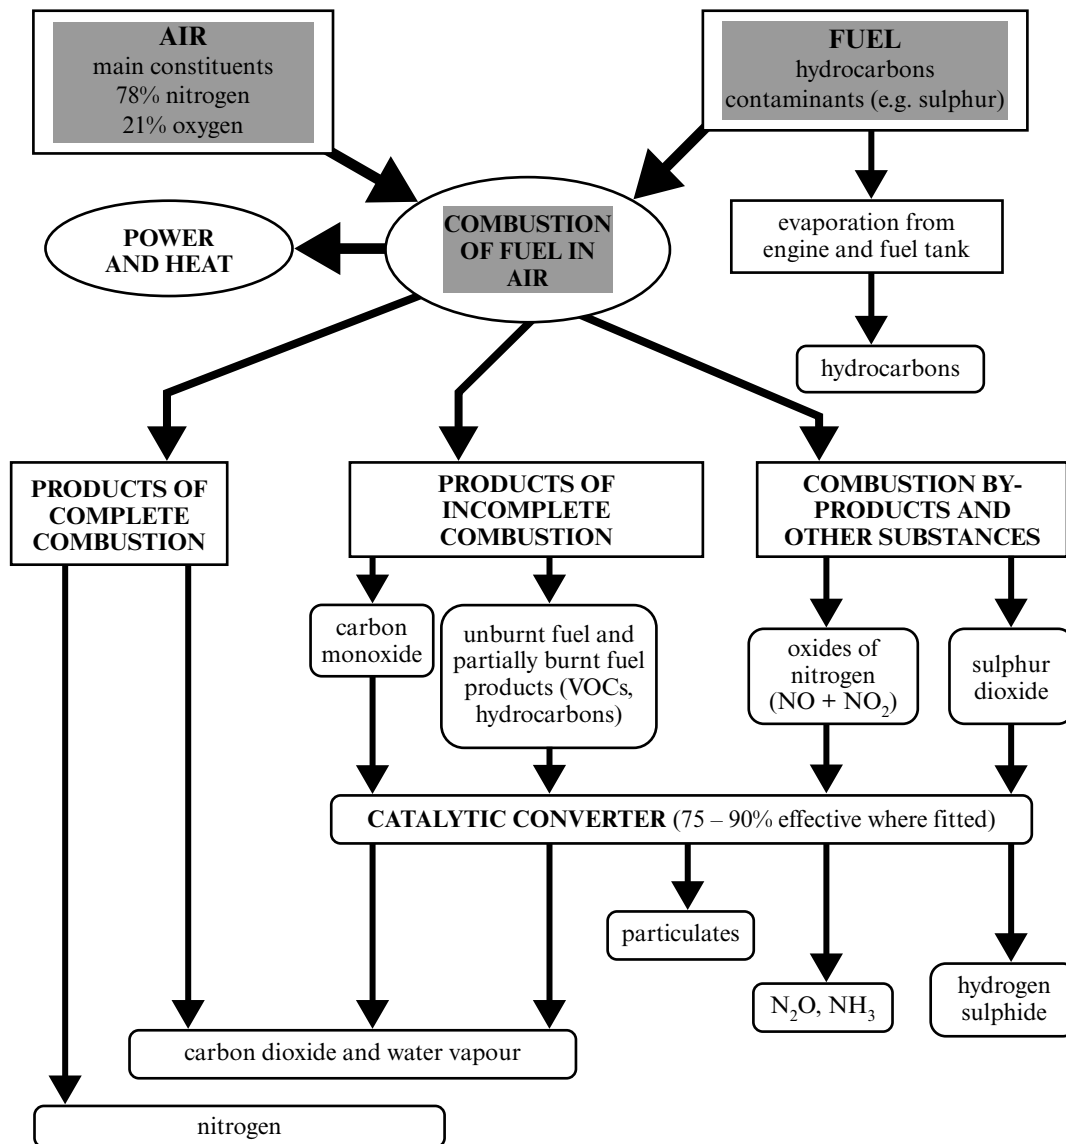 AIR
main constituents
78% nitrogen
21% oxygen
FUEL
hydrocarbons
contaminants (e.g. sulphur)
COMBUSTION
OF FUEL IN
AIR
POWER
AND HEAT
evaporation from
engine and fuel tank
hydrocarbons
PRODUCTS OF
COMPLETE
COMBUSTION
PRODUCTS OF
INCOMPLETE
COMBUSTION
COMBUSTION BY-
PRODUCTS AND
OTHER SUBSTANCES
carbon
monoxide
unburnt fuel and
partially burnt fuel
products (VOCs,
hydrocarbons)
oxides of
nitrogen
(NO + NO₂)
sulphur
dioxide
CATALYTIC CONVERTER (75 – 90% effective where fitted)
particulates
N₂O, NH₃
hydrogen
sulphide
carbon dioxide and water vapour
nitrogen